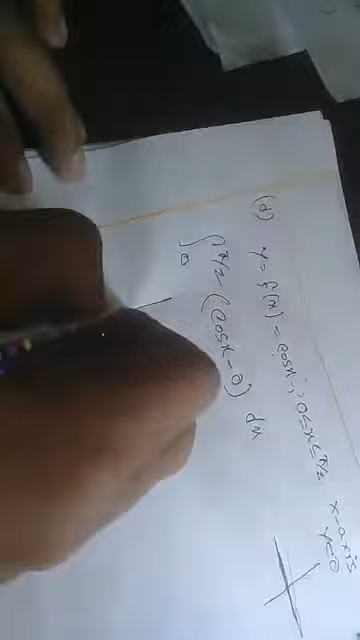 (d) y = f(x) = cosx ; 0≤x≤π/2 x-axis
y=0
∫₀^π/2 (cosx-0) dx